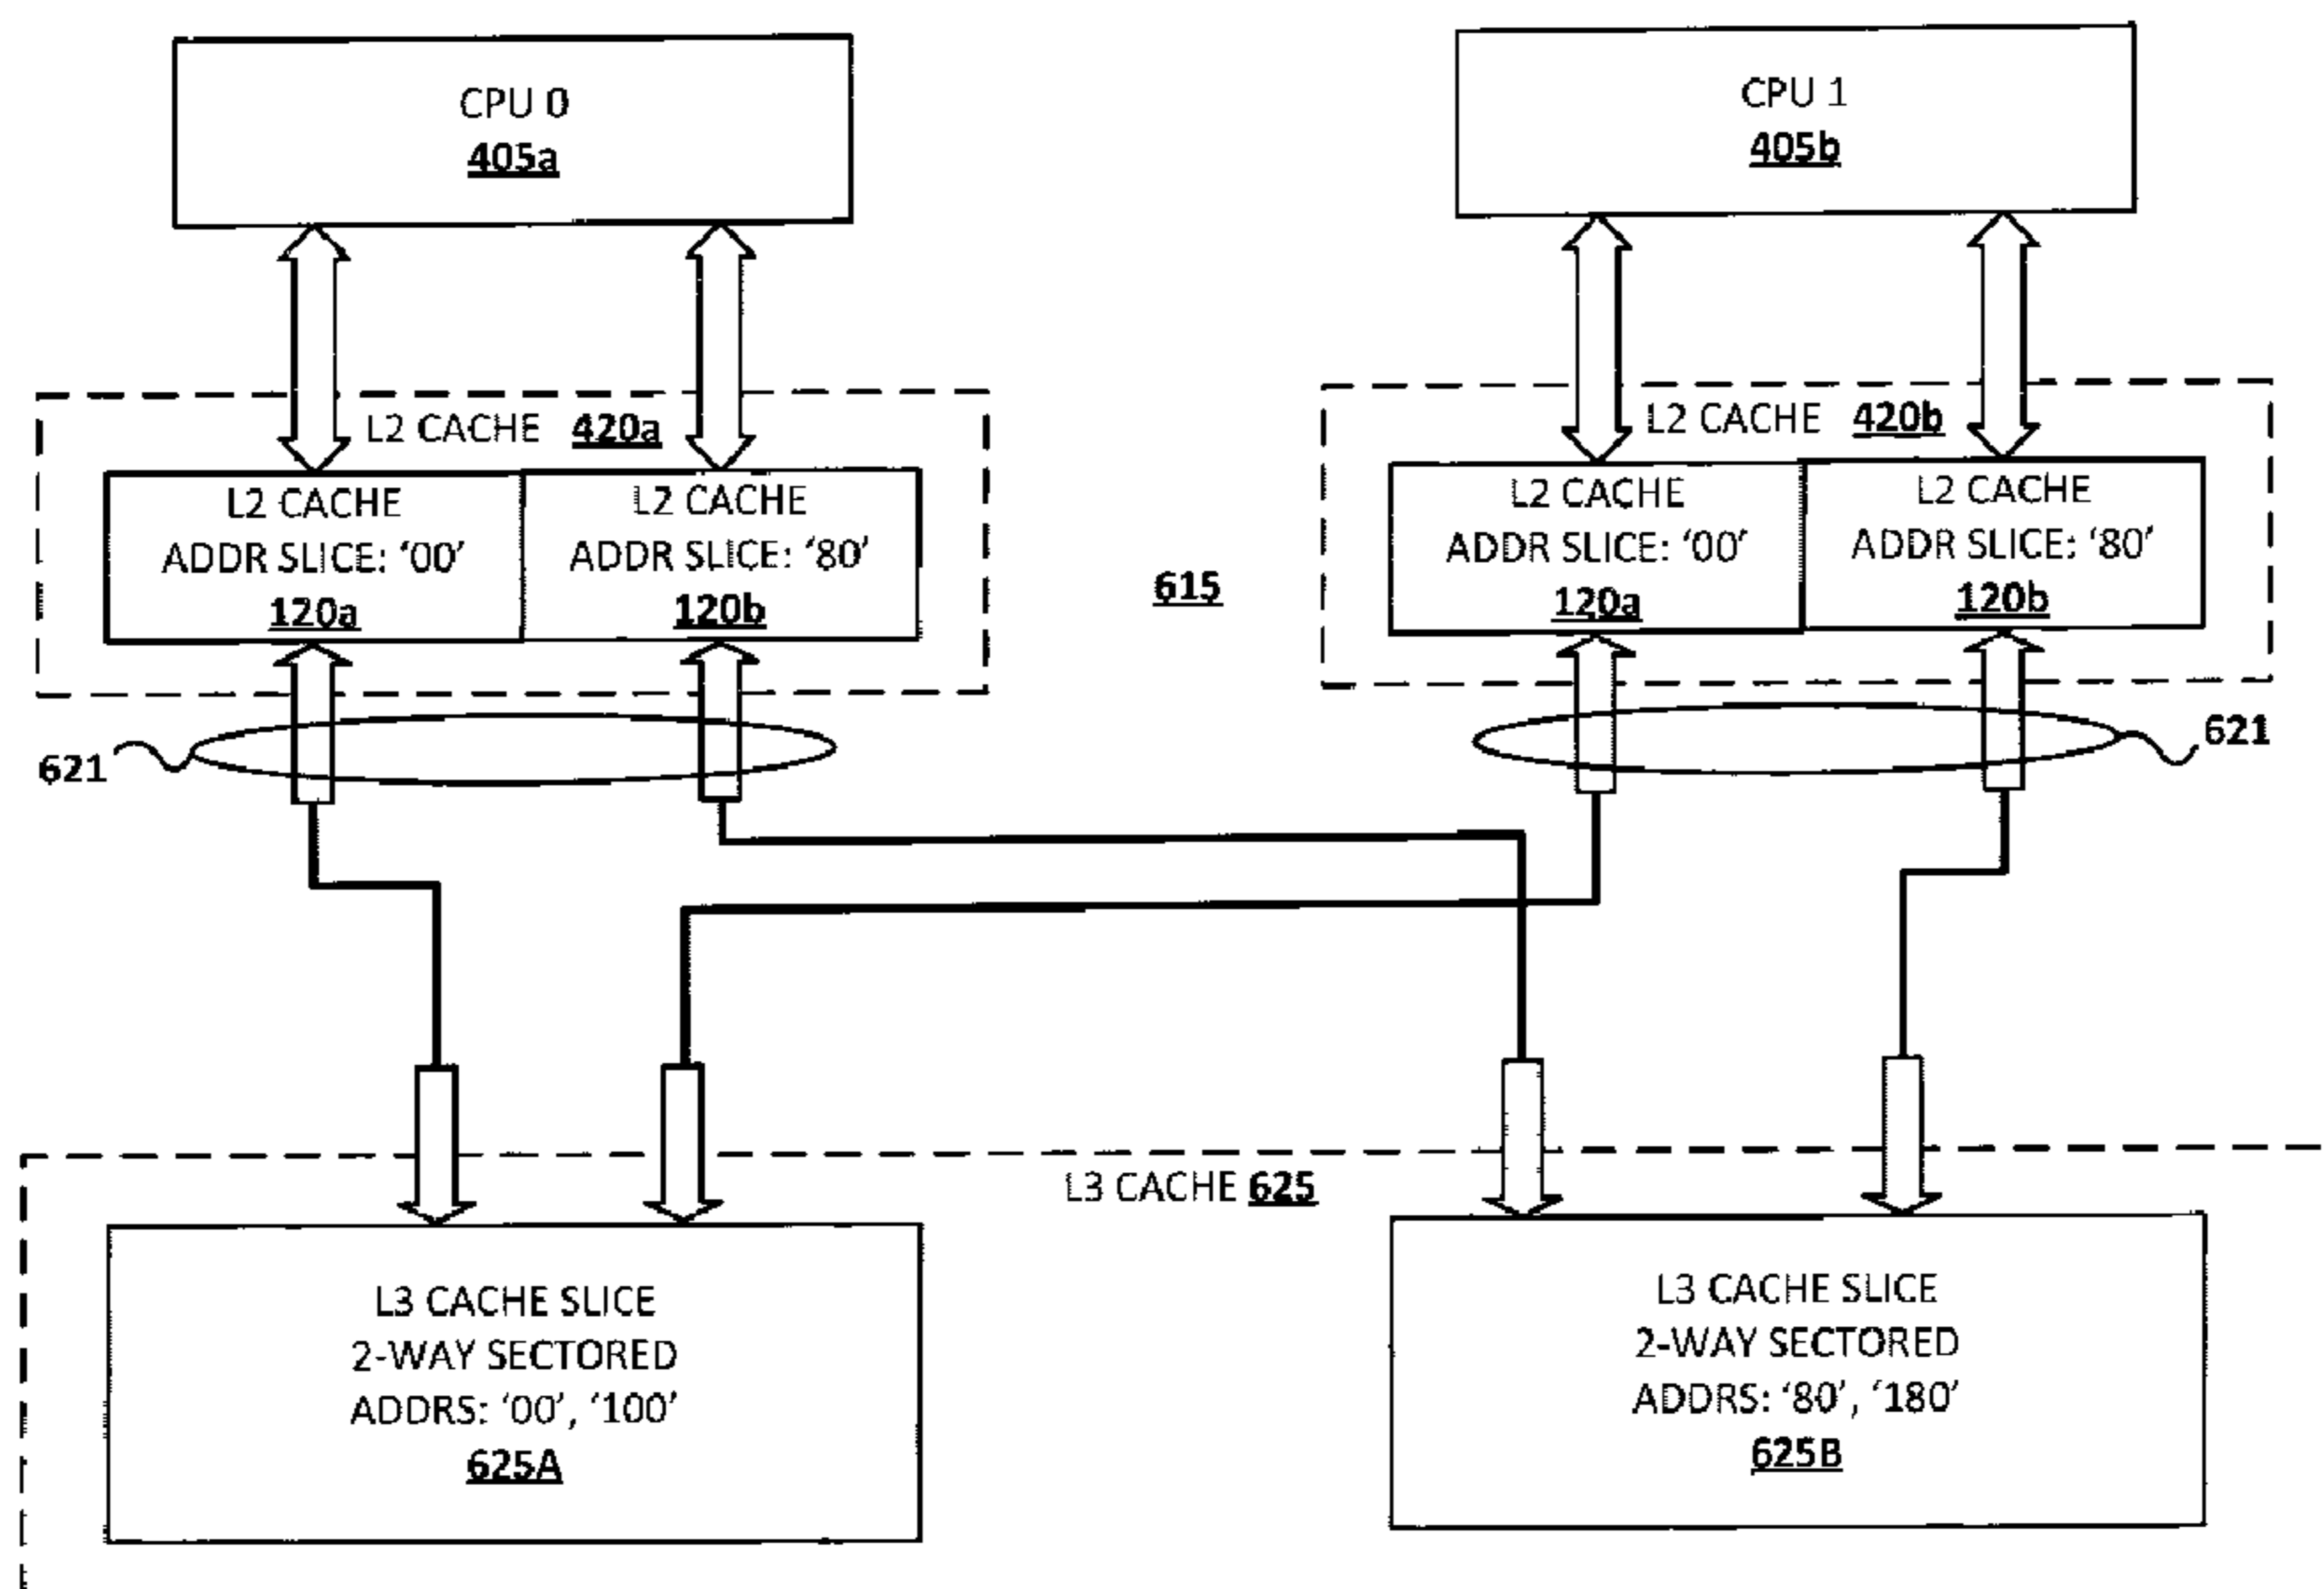 CPU 0
405a
CPU 1
405b
L2 CACHE 420a
L2 CACHE
ADDR SLICE: '00'
120a
L2 CACHE
ADDR SLICE: '80'
120b
615
L2 CACHE 420b
L2 CACHE
ADDR SLICE: '00'
120a
L2 CACHE
ADDR SLICE: '80'
120b
621
621
L3 CACHE 625
L3 CACHE SLICE
2-WAY SECTORED
ADDRS: '00', '100'
625A
L3 CACHE SLICE
2-WAY SECTORED
ADDRS: '80', '180'
625B